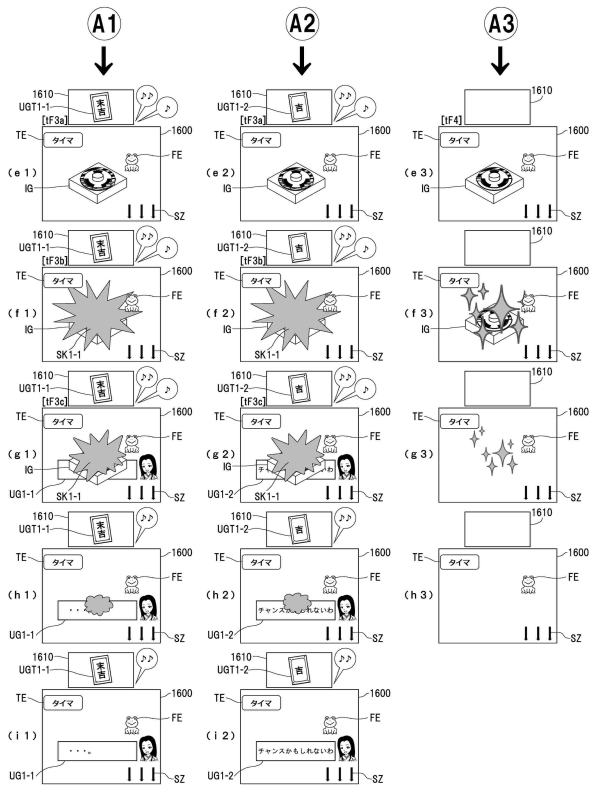 A1
A2
A3
1610
UGT1-1
末吉
♪♪
♪
[tF3a]
TE
タイマ
1600
FE
(e1)
IG
SZ
1610
UGT1-2
吉
♪♪
♪
[tF3a]
TE
タイマ
1600
FE
(e2)
IG
SZ
1610
[tF4]
TE
タイマ
1600
FE
(e3)
IG
SZ
1610
UGT1-1
末吉
♪♪
♪
[tF3b]
TE
タイマ
1600
FE
(f1)
IG
SK1-1
SZ
1610
UGT1-2
吉
♪♪
♪
[tF3b]
TE
タイマ
1600
FE
(f2)
IG
SK1-1
SZ
1610
TE
タイマ
1600
FE
(f3)
IG
SZ
1610
UGT1-1
末吉
♪♪
♪
[tF3c]
TE
タイマ
1600
FE
(g1)
IG
UG1-1
SK1-1
SZ
1610
UGT1-2
吉
♪♪
♪
[tF3c]
TE
タイマ
1600
FE
(g2)
IG
チ
いわ
UG1-2
SK1-1
SZ
1610
TE
タイマ
1600
FE
(g3)
SZ
1610
UGT1-1
末吉
♪♪
TE
タイマ
1600
FE
(h1)
・・
UG1-1
SZ
1610
UGT1-2
吉
♪♪
TE
タイマ
1600
FE
(h2)
チャンスかもしれないわ
UG1-2
SZ
1610
TE
タイマ
1600
FE
(h3)
SZ
1610
UGT1-1
末吉
♪♪
TE
タイマ
1600
FE
(i1)
・・・。
UG1-1
SZ
1610
UGT1-2
吉
♪♪
TE
タイマ
1600
FE
(i2)
チャンスかもしれないわ
UG1-2
SZ